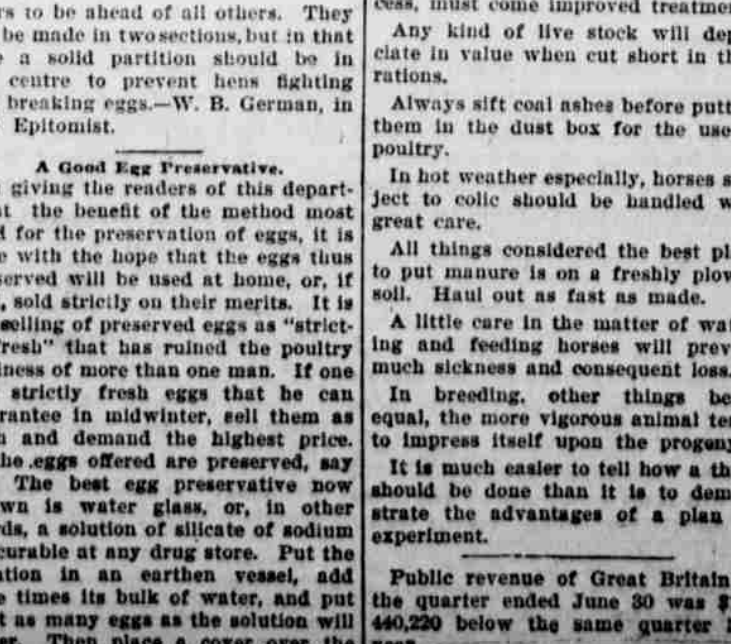 rs to be ahead of all others. They
be made in two sections, but in that
a solid partition should be in
centre to prevent hens fighting
breaking eggs.—W. B. German, in
Epitomist.
A Good Egg Preservative.
giving the readers of this depart-
the benefit of the method most
for the preservation of eggs, it is
with the hope that the eggs thus
served will be used at home, or, if
, sold strictly on their merits. It is
selling of preserved eggs as "strict-
fresh" that has ruined the poultry
iness of more than one man. If one
strictly fresh eggs that he can
rantee in midwinter, sell them as
h and demand the highest price.
he eggs offered are preserved, say
The best egg preservative now
wn is water glass, or, in other
rds, a solution of silicate of sodium
curable at any drug store. Put the
ution in an earthen vessel, add
e times its bulk of water, and put
t as many eggs as the solution will
er. Then place a cover over the
cess, must come improved treatmen
Any kind of live stock will dep
ciate in value when cut short in th
rations.
Always sift coal ashes before putt
them in the dust box for the use
poultry.
In hot weather especially, horses s
ject to colic should be handled w
great care.
All things considered the best pl
to put manure is on a freshly plow
soil. Haul out as fast as made.
A little care in the matter of wat
ing and feeding horses will prev
much sickness and consequent loss.
In breeding, other things be
equal, the more vigorous animal te
to impress itself upon the progeny
It is much easier to tell how a th
should be done than it is to dem
strate the advantages of a plan
experiment.
Public revenue of Great Britain
the quarter ended June 30 was $
440,220 below the same quarter